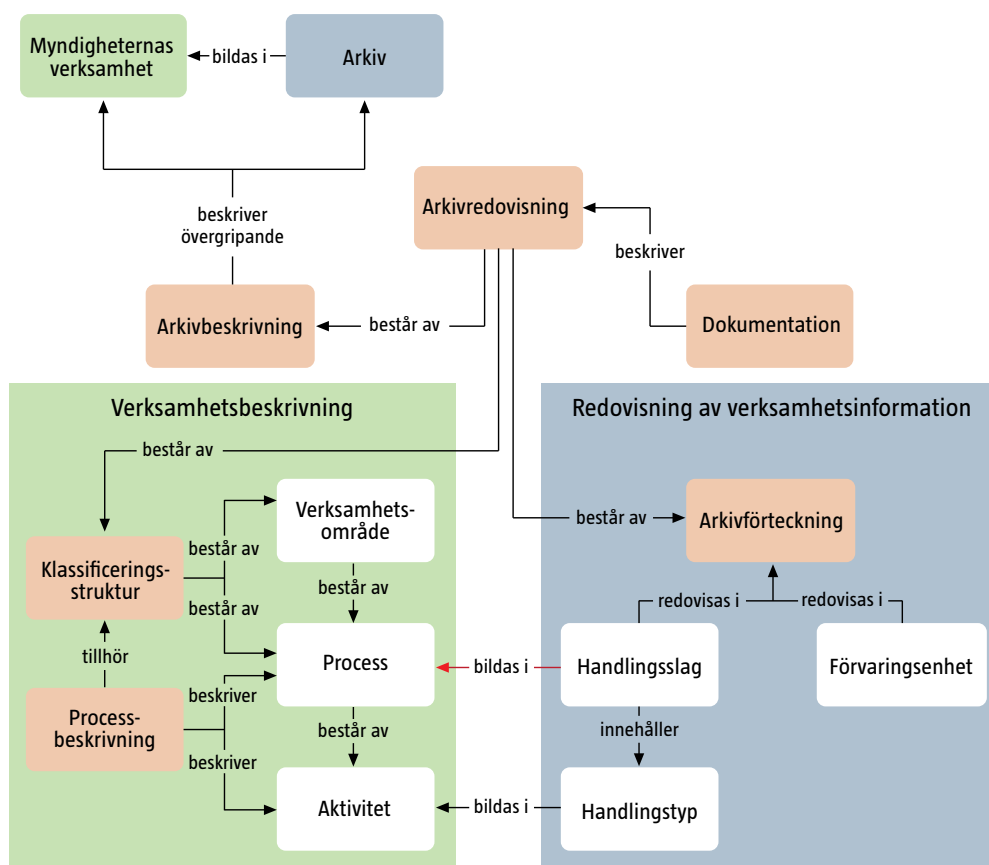 Myndigheternas
verksamhet
bildas i
Arkiv
beskriver
övergripande
Arkivredovisning
beskriver
Arkivbeskrivning
består av
Dokumentation
Verksamhetsbeskrivning
Redovisning av verksamhetsinformation
består av
Verksamhets-
område
består av
Arkivförteckning
består av
Klassificerings-
struktur
består av
består av
redovisas i
redovisas i
tillhör
Process
bildas i
Handlingsslag
Förvaringsenhet
beskriver
Process-
beskrivning
består av
innehåller
beskriver
Aktivitet
bildas i
Handlingstyp